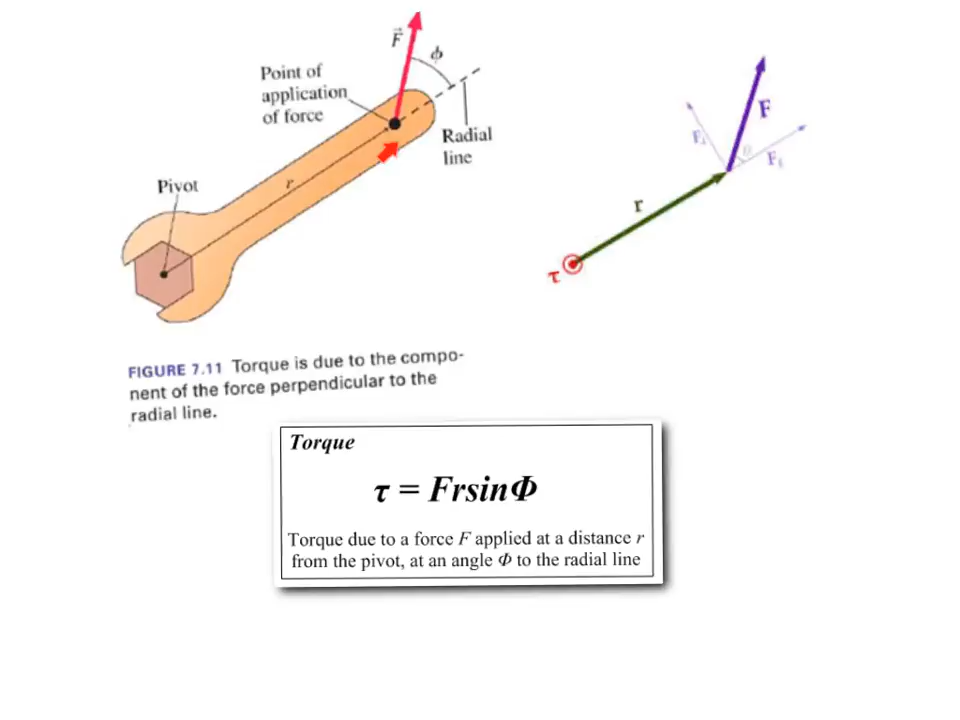 F
ϕ
Point of
application
of force
Radial
line
r
Pivot
FIGURE 7.11 Torque is due to the compo-
nent of the force perpendicular to the
radial line.
F
F⊥
θ
F∥
r
τ
Torque
τ = FrsinΦ
Torque due to a force F applied at a distance r
from the pivot, at an angle Φ to the radial line